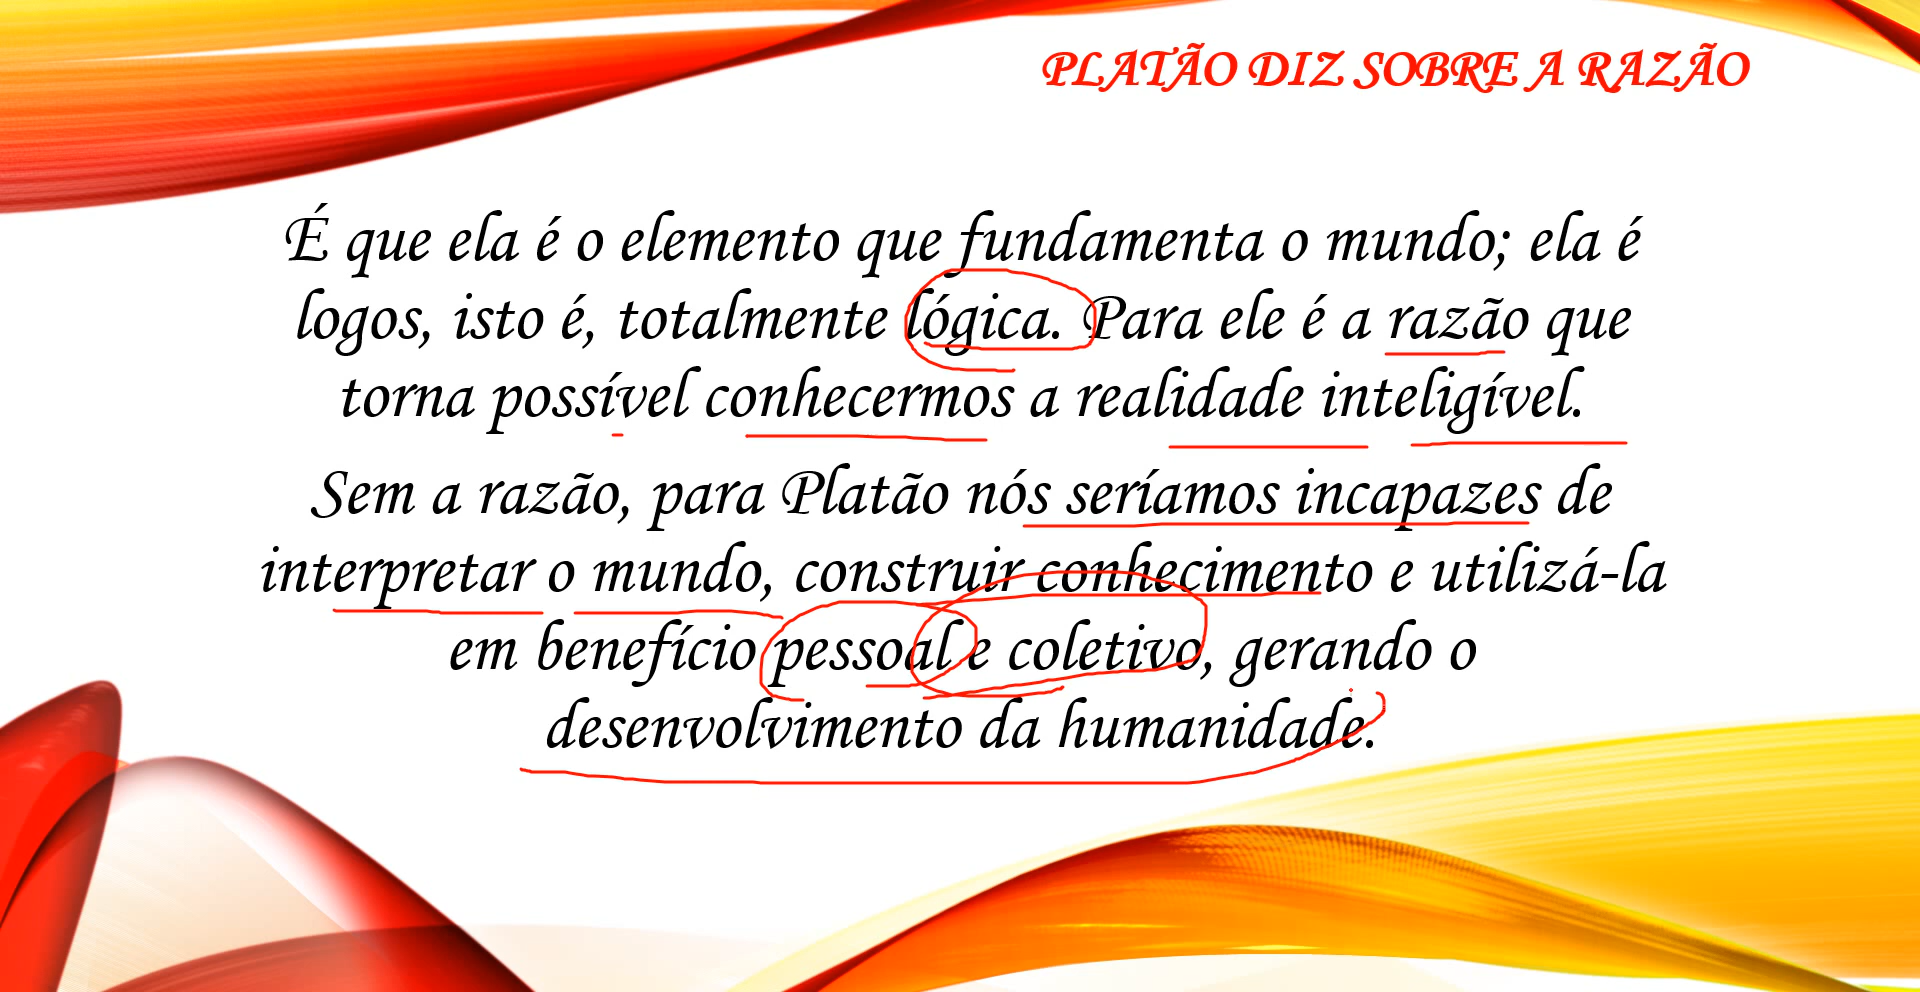 PLATÃO DIZ SOBRE A RAZÃO
É que ela é o elemento que fundamenta o mundo; ela é
logos, isto é, totalmente lógica. Para ele é a razão que
torna possível conhecermos a realidade inteligível.
Sem a razão, para Platão nós seríamos incapazes de
interpretar o mundo, construir conhecimento e utilizá-la
em benefício pessoal e coletivo, gerando o
desenvolvimento da humanidade.